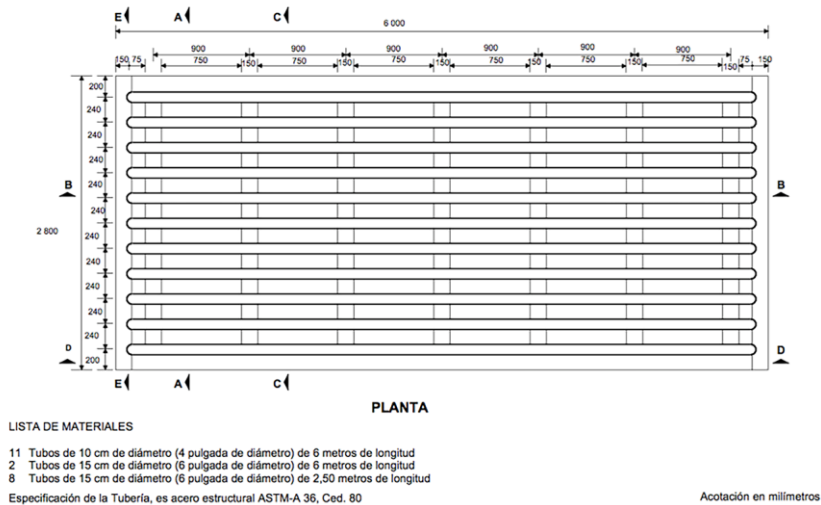 E A C
6 000
900 900 900 900 900 900
150 75 750 150 750 150 750 150 750 150 750 150 750 150 75 150
200
240
240
240
240
B B
240
2 800
240
240
240
240
240
D D
200
E A C
PLANTA
LISTA DE MATERIALES
11 Tubos de 10 cm de diámetro (4 pulgada de diámetro) de 6 metros de longitud
2 Tubos de 15 cm de diámetro (6 pulgada de diámetro) de 6 metros de longitud
8 Tubos de 15 cm de diámetro (6 pulgada de diámetro) de 2,50 metros de longitud
Especificación de la Tubería, es acero estructural ASTM-A 36, Ced. 80
Acotación en milímetros